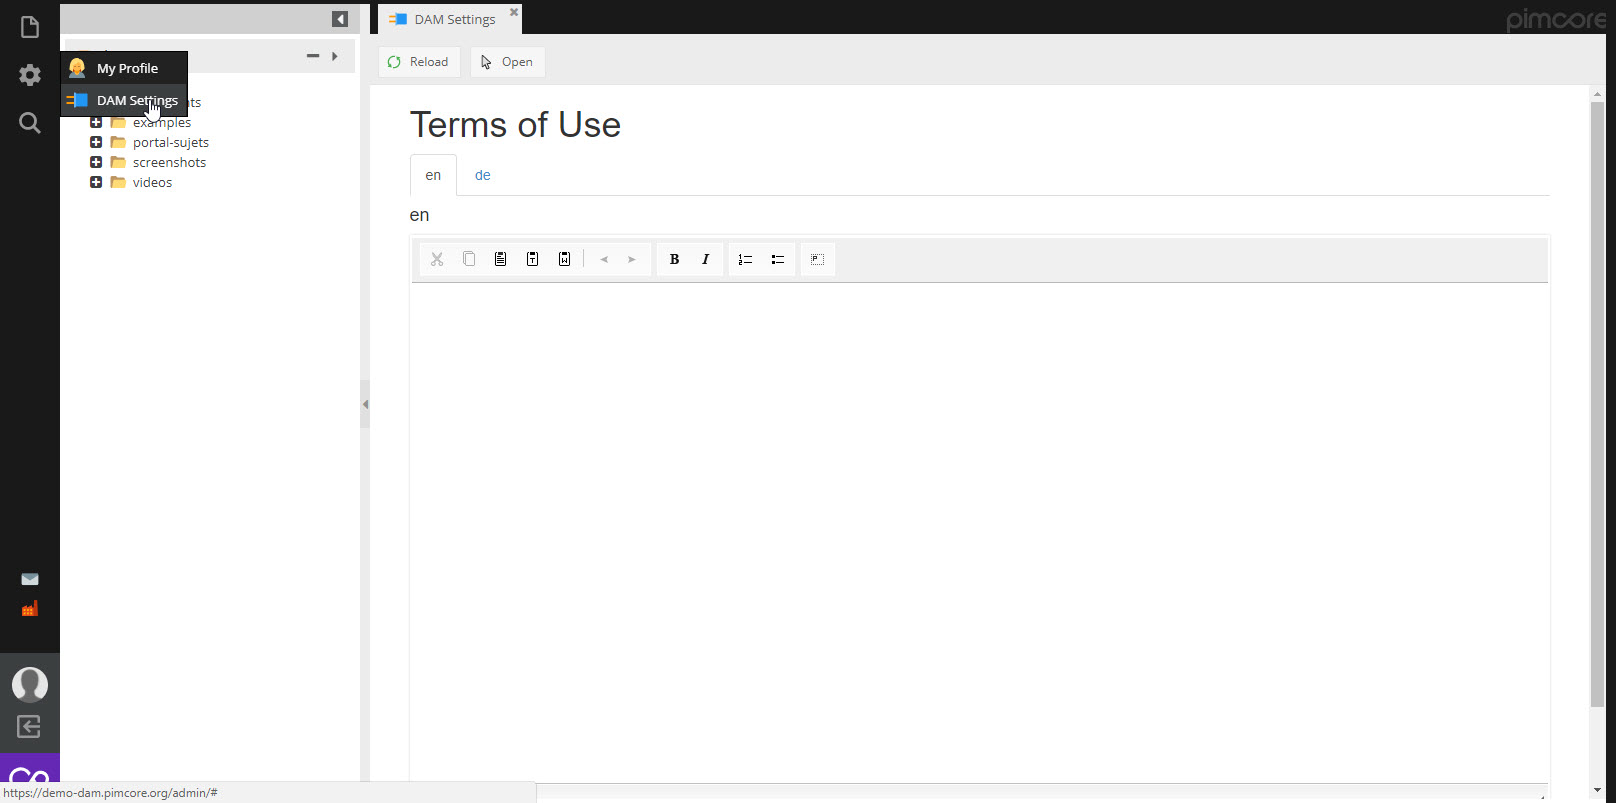 DAM Settings
pimcore
My Profile
Reload
Open
DAM Settings
nts
examples
portal-sujets
screenshots
videos
Terms of Use
en
de
en
B
I
https://demo-dam.pimcore.org/admin/#